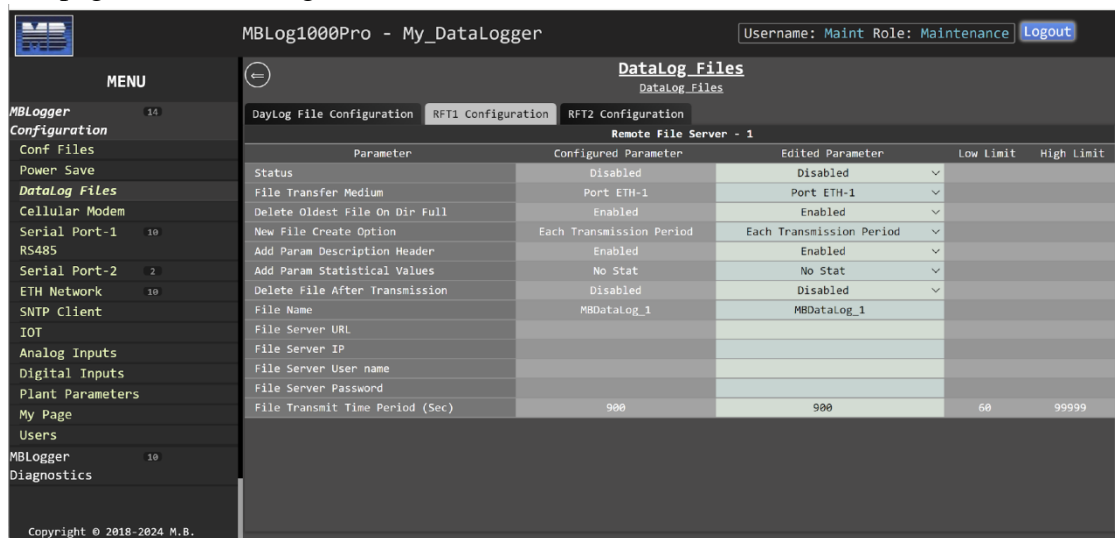 MB
MBLog1000Pro - My_DataLogger
Username: Maint Role: Maintenance
Logout
MENU
MBLogger 14
Configuration
Conf Files
Power Save
DataLog Files
Cellular Modem
Serial Port-1 10
RS485
Serial Port-2 2
ETH Network 10
SNTP Client
IOT
Analog Inputs
Digital Inputs
Plant Parameters
My Page
Users
MBLogger 10
Diagnostics
Copyright © 2018-2024 M.B.
DataLog Files
DataLog Files
DayLog File Configuration RFT1 Configuration RFT2 Configuration
Remote File Server - 1
Parameter Configured Parameter Edited Parameter Low Limit High Limit
Status Disabled Disabled
File Transfer Medium Port ETH-1 Port ETH-1
Delete Oldest File On Dir Full Enabled Enabled
New File Create Option Each Transmission Period Each Transmission Period
Add Param Description Header Enabled Enabled
Add Param Statistical Values No Stat No Stat
Delete File After Transmission Disabled Disabled
File Name MBDataLog_1 MBDataLog_1
File Server URL
File Server IP
File Server User name
File Server Password
File Transmit Time Period (Sec) 900 900 60 99999